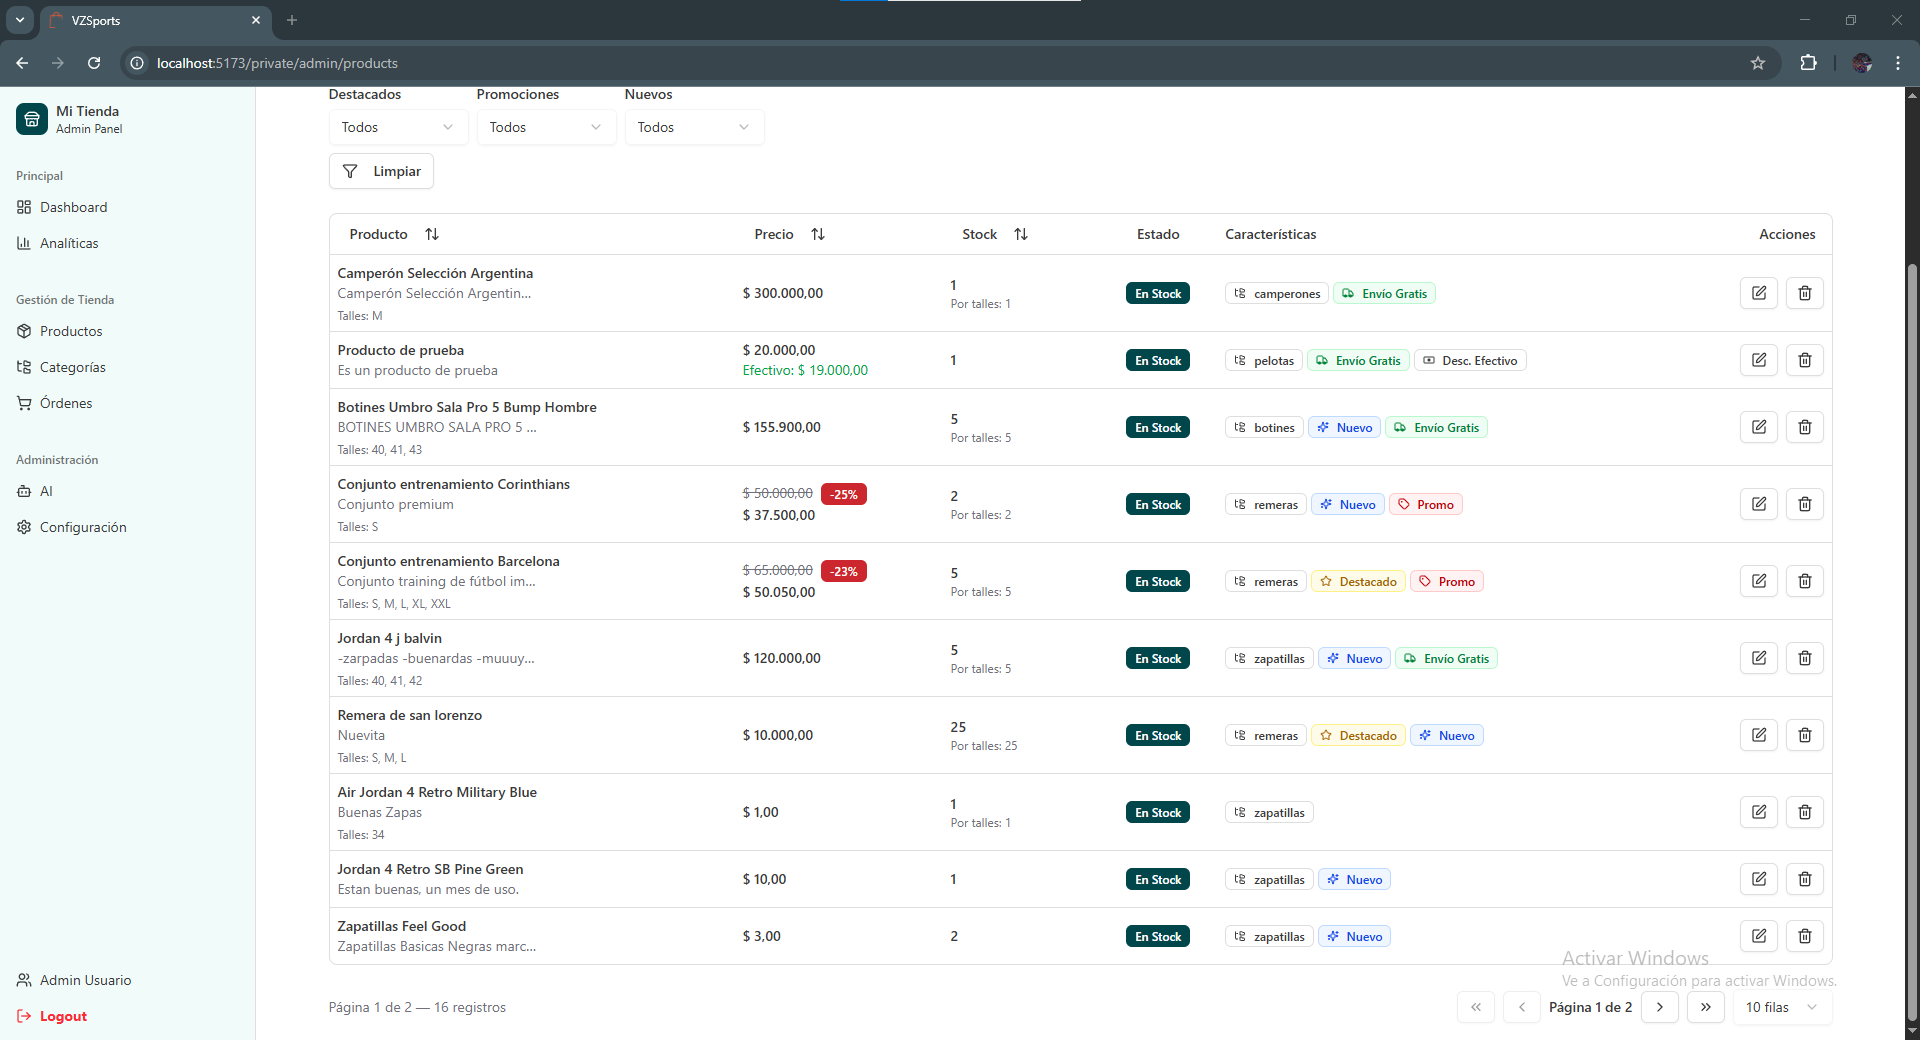 VZSports
localhost:5173/private/admin/products
Mi Tienda
Admin Panel
Principal
Dashboard
Analíticas
Gestión de Tienda
Productos
Categorías
Órdenes
Administración
AI
Configuración
Admin Usuario
Logout
Destacados Promociones Nuevos
Todos Todos Todos
Limpiar
Producto Precio Stock Estado Características Acciones
Camperón Selección Argentina
Camperón Selección Argentin...
Talles: M
$ 300.000,00
1
Por talles: 1
En Stock
camperones Envío Gratis
Producto de prueba
Es un producto de prueba
$ 20.000,00
Efectivo: $ 19.000,00
1
En Stock
pelotas Envío Gratis Desc. Efectivo
Botines Umbro Sala Pro 5 Bump Hombre
BOTINES UMBRO SALA PRO 5 ...
Talles: 40, 41, 43
$ 155.900,00
5
Por talles: 5
En Stock
botines Nuevo Envío Gratis
Conjunto entrenamiento Corinthians
Conjunto premium
Talles: S
$ 50.000,00 -25%
$ 37.500,00
2
Por talles: 2
En Stock
remeras Nuevo Promo
Conjunto entrenamiento Barcelona
Conjunto training de fútbol im...
Talles: S, M, L, XL, XXL
$ 65.000,00 -23%
$ 50.050,00
5
Por talles: 5
En Stock
remeras Destacado Promo
Jordan 4 j balvin
-zarpadas -buenardas -muuuy...
Talles: 40, 41, 42
$ 120.000,00
5
Por talles: 5
En Stock
zapatillas Nuevo Envío Gratis
Remera de san lorenzo
Nuevita
Talles: S, M, L
$ 10.000,00
25
Por talles: 25
En Stock
remeras Destacado Nuevo
Air Jordan 4 Retro Military Blue
Buenas Zapas
Talles: 34
$ 1,00
1
Por talles: 1
En Stock
zapatillas
Jordan 4 Retro SB Pine Green
Estan buenas, un mes de uso.
$ 10,00
1
En Stock
zapatillas Nuevo
Zapatillas Feel Good
Zapatillas Basicas Negras marc...
$ 3,00
2
En Stock
zapatillas Nuevo
Activar Windows
Ve a Configuración para activar Windows.
Página 1 de 2 — 16 registros
Página 1 de 2
10 filas